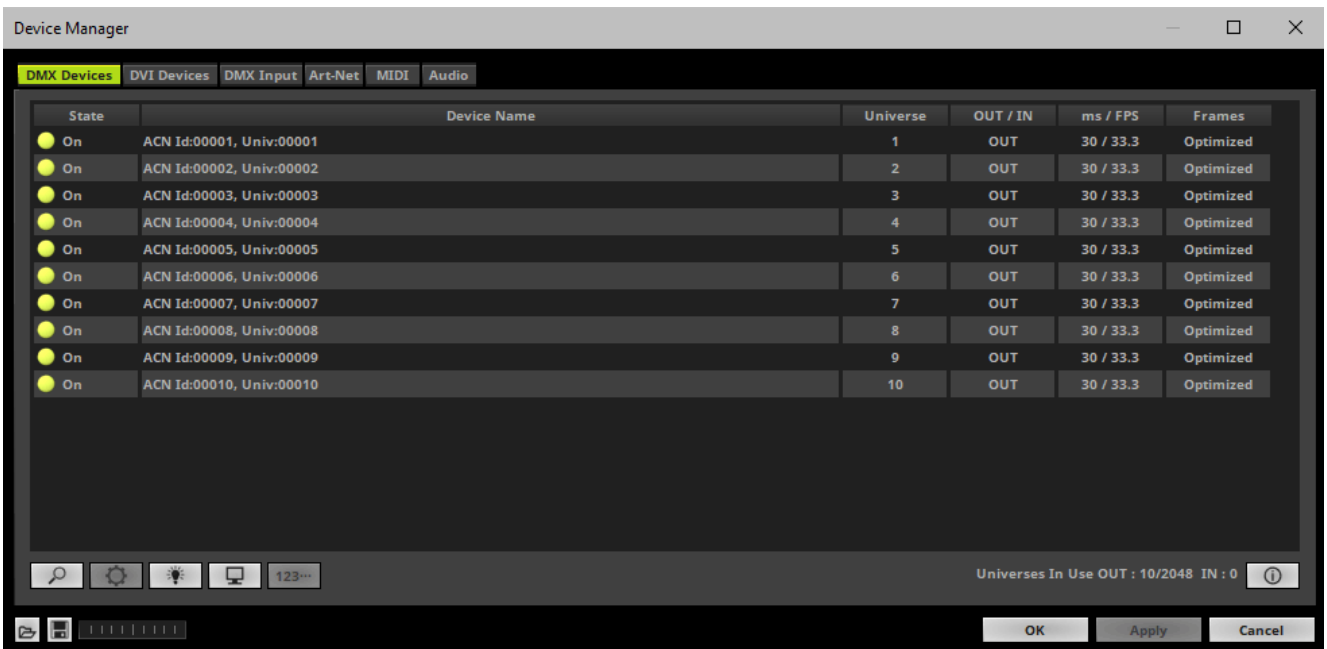 Device Manager
DMX Devices DVI Devices DMX Input Art-Net MIDI Audio
State Device Name Universe OUT / IN ms / FPS Frames
On ACN Id:00001, Univ:00001 1 OUT 30 / 33.3 Optimized
On ACN Id:00002, Univ:00002 2 OUT 30 / 33.3 Optimized
On ACN Id:00003, Univ:00003 3 OUT 30 / 33.3 Optimized
On ACN Id:00004, Univ:00004 4 OUT 30 / 33.3 Optimized
On ACN Id:00005, Univ:00005 5 OUT 30 / 33.3 Optimized
On ACN Id:00006, Univ:00006 6 OUT 30 / 33.3 Optimized
On ACN Id:00007, Univ:00007 7 OUT 30 / 33.3 Optimized
On ACN Id:00008, Univ:00008 8 OUT 30 / 33.3 Optimized
On ACN Id:00009, Univ:00009 9 OUT 30 / 33.3 Optimized
On ACN Id:00010, Univ:00010 10 OUT 30 / 33.3 Optimized
123··· Universes In Use OUT : 10/2048 IN : 0
OK Apply Cancel